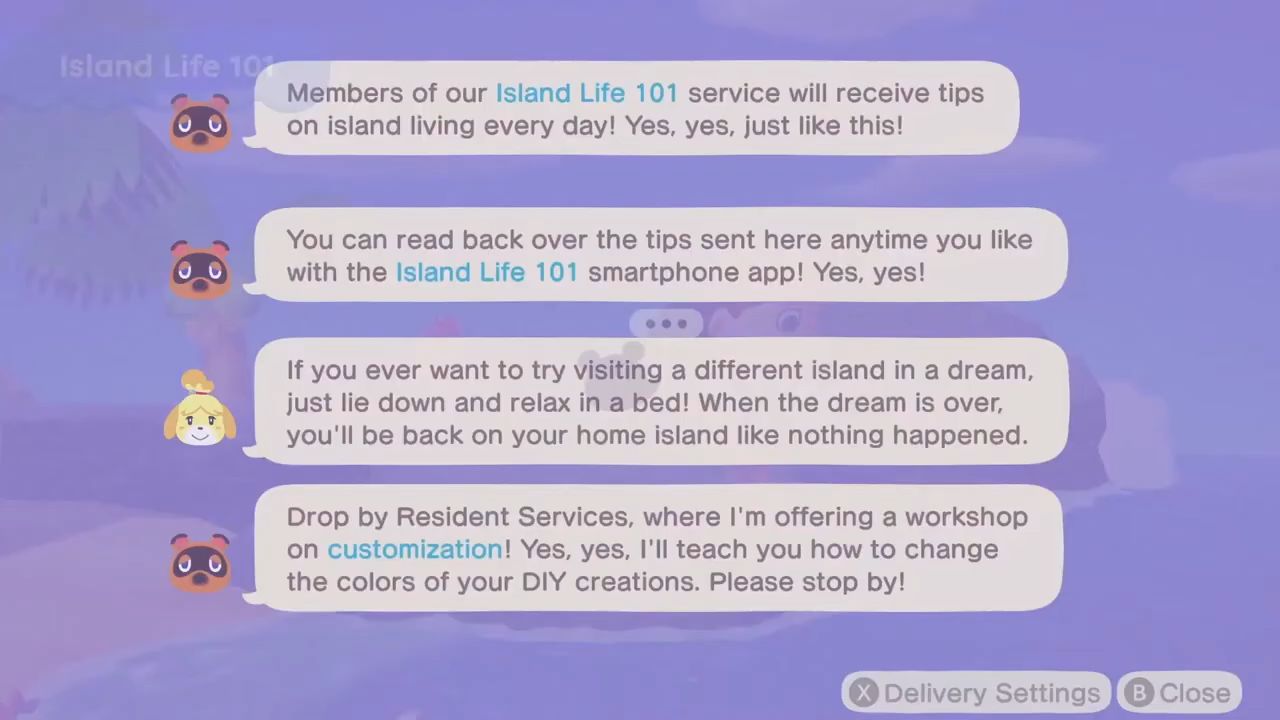 Island Life 101
Members of our Island Life 101 service will receive tips
on island living every day! Yes, yes, just like this!
You can read back over the tips sent here anytime you like
with the Island Life 101 smartphone app! Yes, yes!
If you ever want to try visiting a different island in a dream,
just lie down and relax in a bed! When the dream is over,
you'll be back on your home island like nothing happened.
Drop by Resident Services, where I'm offering a workshop
on customization! Yes, yes, I'll teach you how to change
the colors of your DIY creations. Please stop by!
X Delivery Settings B Close